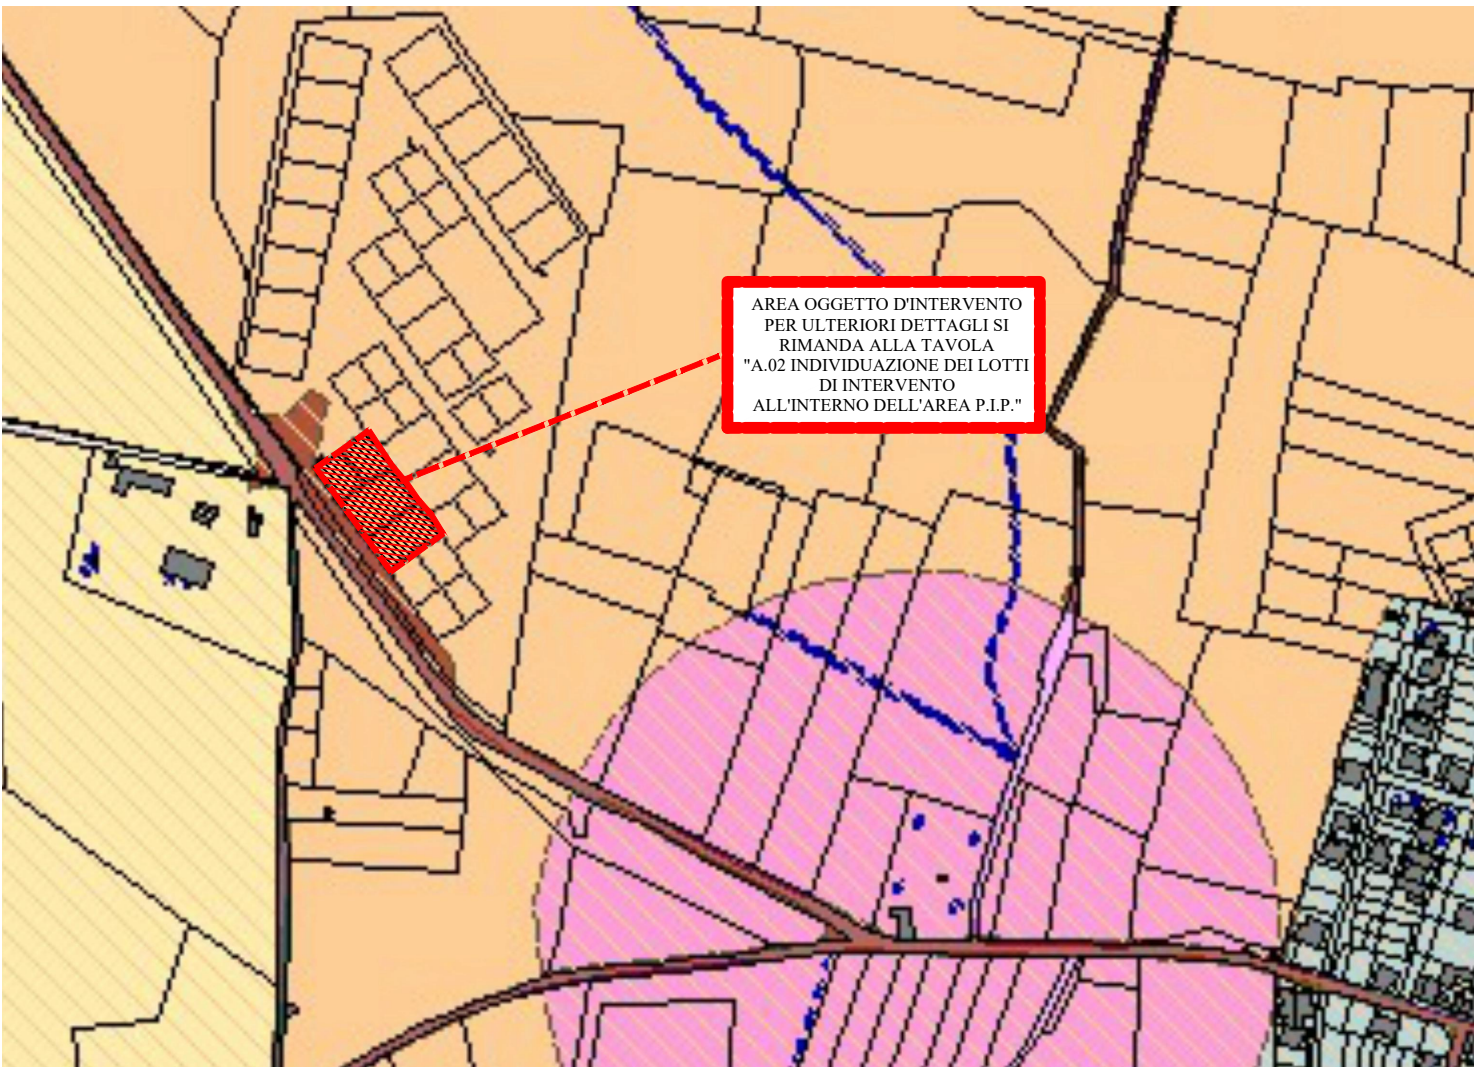 AREA OGGETTO D'INTERVENTO
PER ULTERIORI DETTAGLI SI
RIMANDA ALLA TAVOLA
"A.02 INDIVIDUAZIONE DEI LOTTI
DI INTERVENTO
ALL'INTERNO DELL'AREA P.I.P."